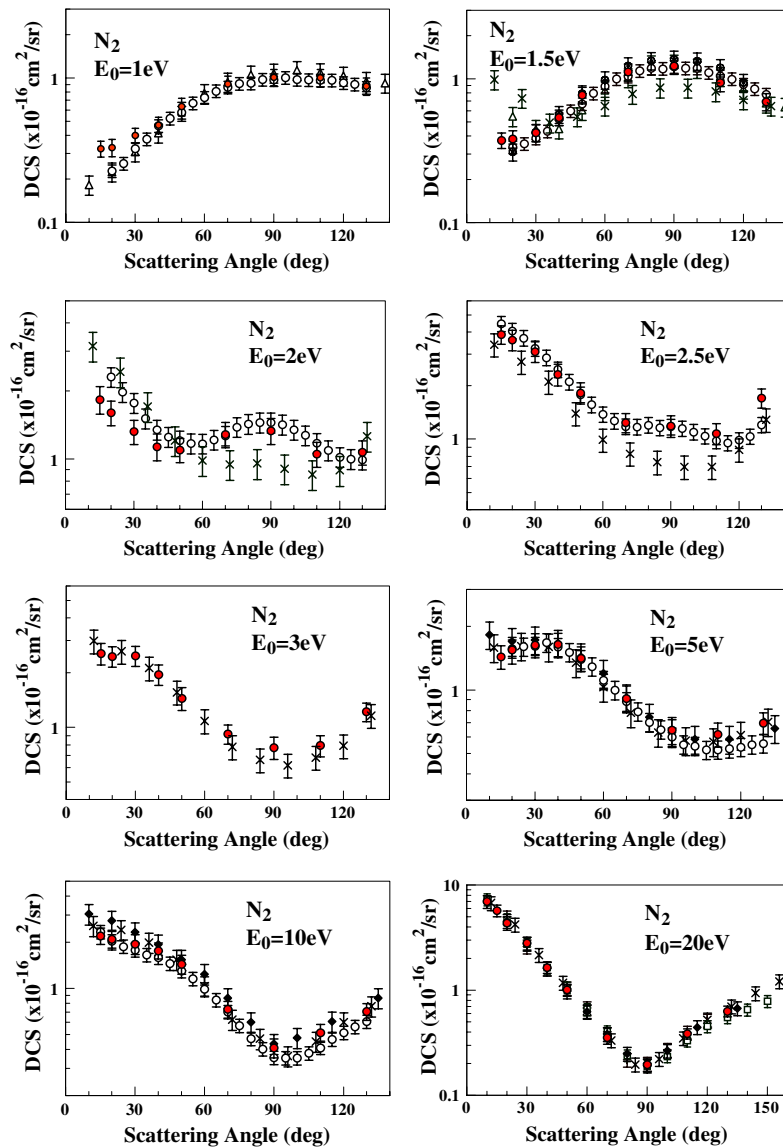 N2
E0=1eV
1
0.1
DCS (x10-16cm2/sr)
0 30 60 90 120
Scattering Angle (deg)
N2
E0=1.5eV
1
0.1
DCS (x10-16cm2/sr)
0 30 60 90 120
Scattering Angle (deg)
N2
E0=2eV
1
DCS (x10-16cm2/sr)
0 30 60 90 120
Scattering Angle (deg)
N2
E0=2.5eV
1
DCS (x10-16cm2/sr)
0 30 60 90 120
Scattering Angle (deg)
N2
E0=3eV
1
DCS (x10-16cm2/sr)
0 30 60 90 120
Scattering Angle (deg)
N2
E0=5eV
1
DCS (x10-16cm2/sr)
0 30 60 90 120
Scattering Angle (deg)
N2
E0=10eV
1
DCS (x10-16cm2/sr)
0 30 60 90 120
Scattering Angle (deg)
10
N2
E0=20eV
1
0.1
DCS (x10-16cm2/sr)
0 30 60 90 120 150
Scattering Angle (deg)